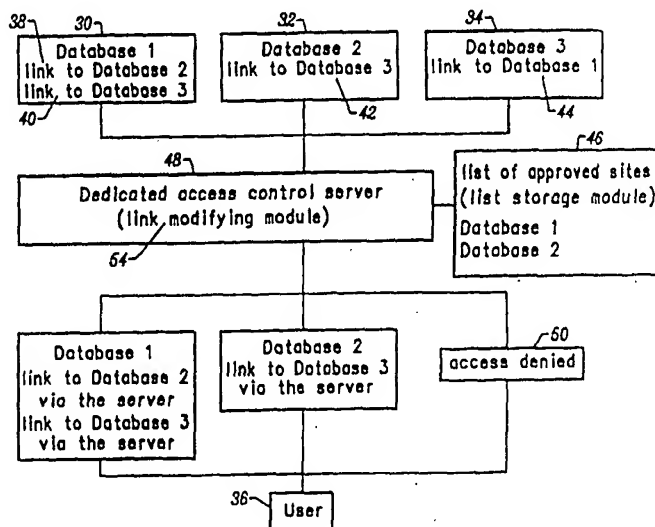 38
30
Database 1
link to Database 2
link to Database 3
40
32
Database 2
link to Database 3
42
34
Database 3
link to Database 1
44
48
Dedicated access control server
(link modifying module)
54
46
list of approved sites
(list storage module)
Database 1
Database 2
Database 1
link to Database 2
via the server
link to Database 3
via the server
Database 2
link to Database 3
via the server
50
access denied
36
User